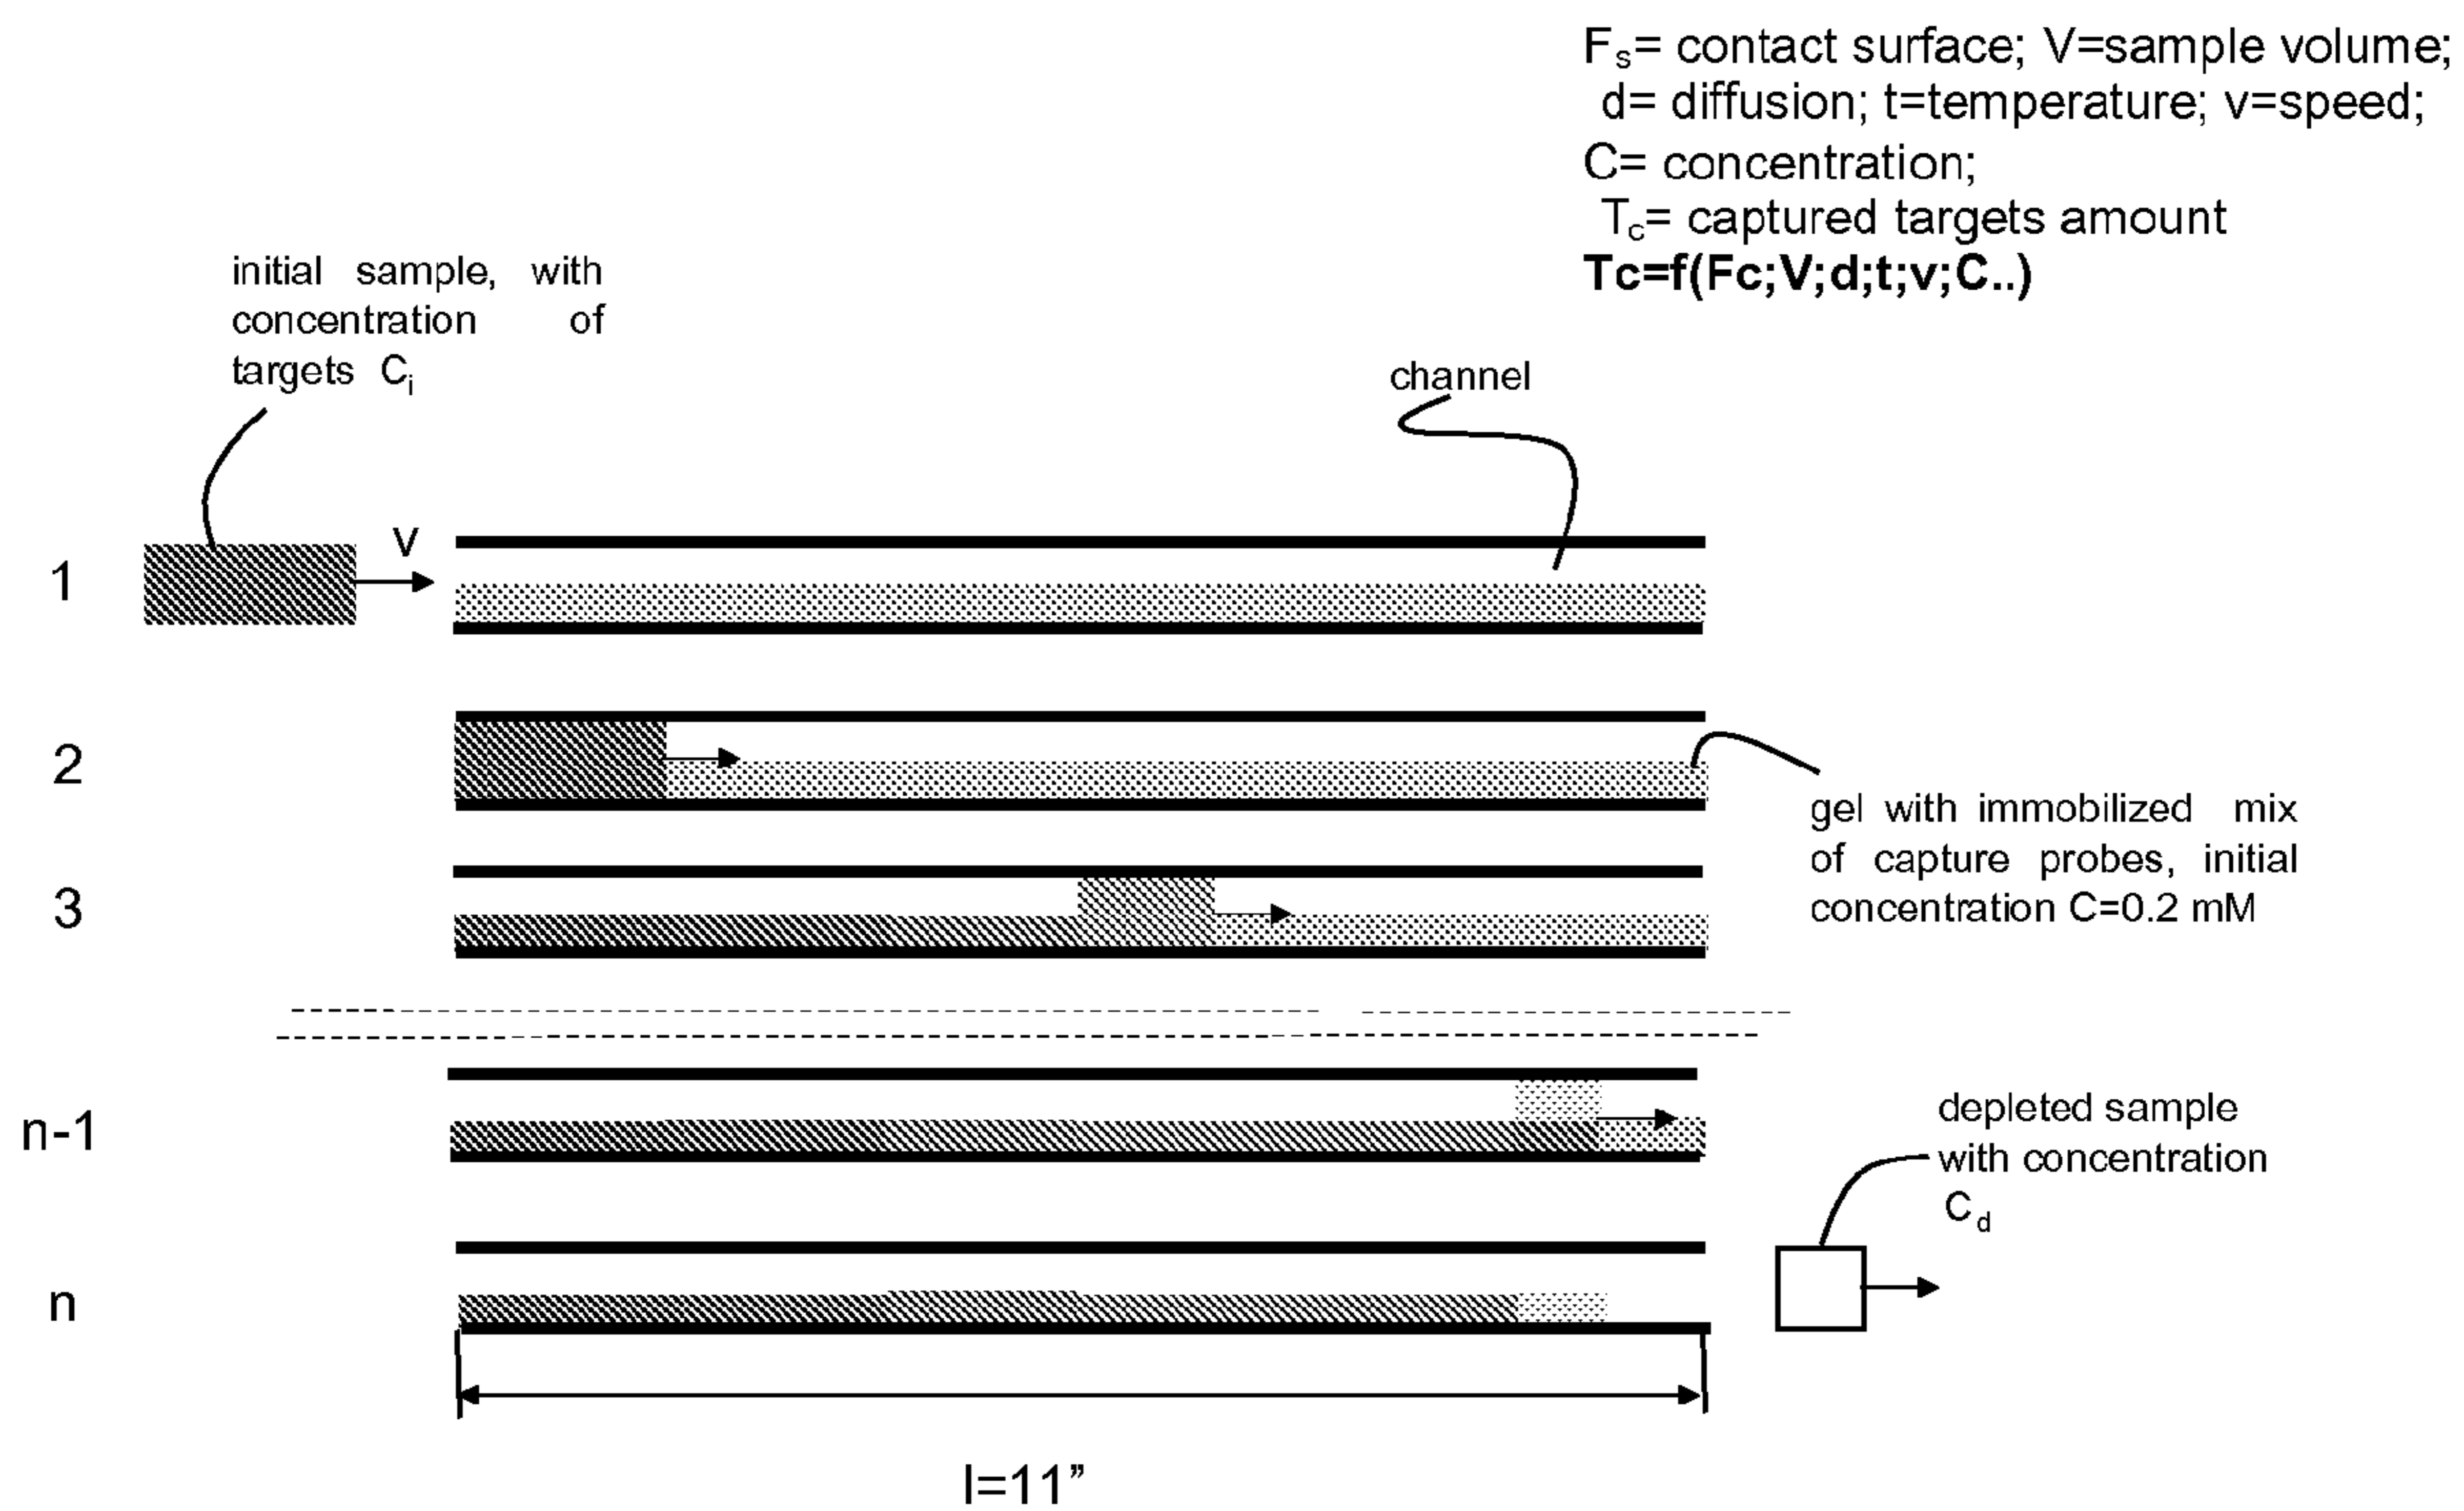 Fₛ= contact surface; V=sample volume;
d= diffusion; t=temperature; v=speed;
C= concentration;
T꜀= captured targets amount
Tc=f(Fc;V;d;t;v;C..)
initial sample, with
concentration of
targets Cᵢ
channel
v
1
2
gel with immobilized mix
of capture probes, initial
concentration C=0.2 mM
3
n-1
depleted sample
with concentration
C_d
n
l=11”